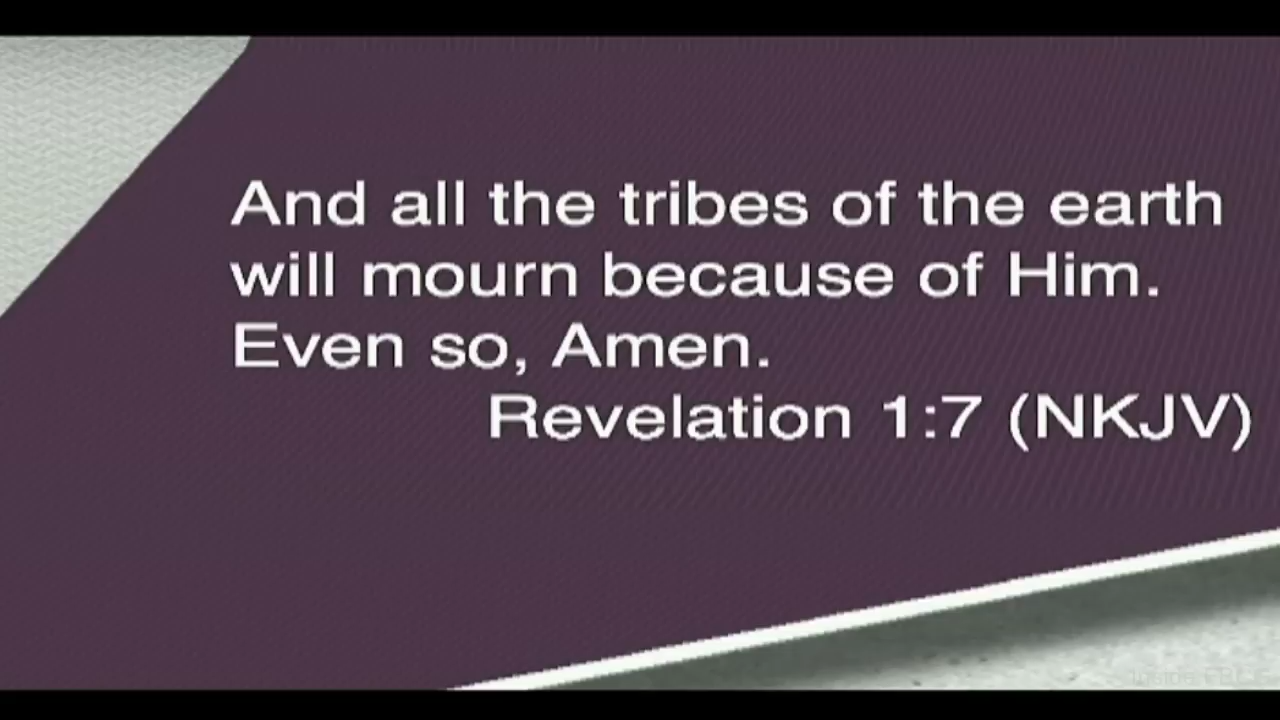 And all the tribes of the earth
will mourn because of Him.
Even so, Amen.
Revelation 1:7 (NKJV)